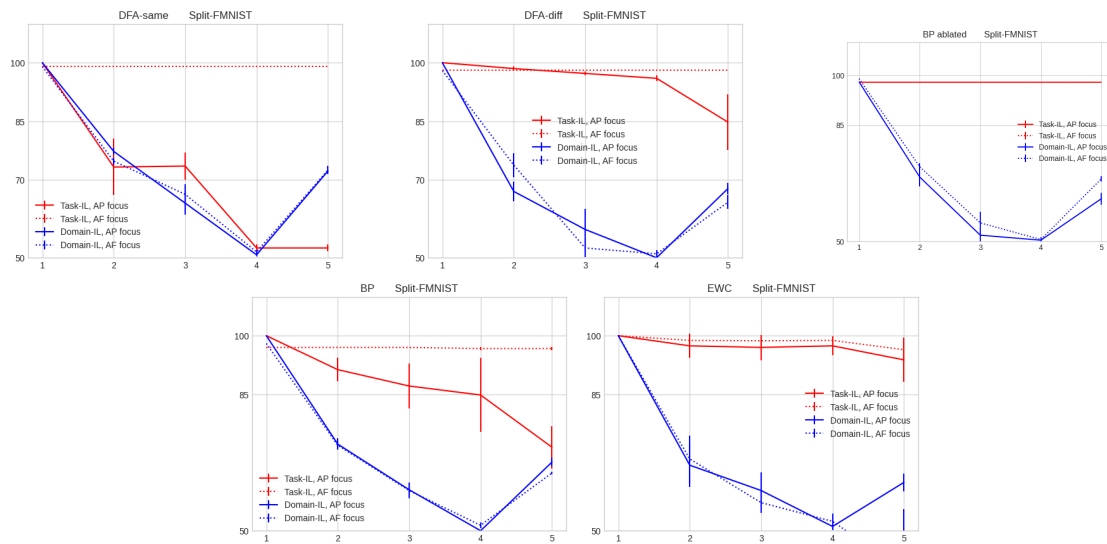 DFA-same Split-FMNIST
100
85
70
50
1 2 3 4 5
Task-IL, AP focus
Task-IL, AF focus
Domain-IL, AP focus
Domain-IL, AF focus
DFA-diff Split-FMNIST
100
85
70
50
1 2 3 4 5
Task-IL, AP focus
Task-IL, AF focus
Domain-IL, AP focus
Domain-IL, AF focus
BP ablated Split-FMNIST
100
85
50
1 2 3 4 5
Task-IL, AP focus
Task-IL, AF focus
Domain-IL, AP focus
Domain-IL, AF focus
BP Split-FMNIST
100
85
50
1 2 3 4 5
Task-IL, AP focus
Task-IL, AF focus
Domain-IL, AP focus
Domain-IL, AF focus
EWC Split-FMNIST
100
85
50
1 2 3 4 5
Task-IL, AP focus
Task-IL, AF focus
Domain-IL, AP focus
Domain-IL, AF focus